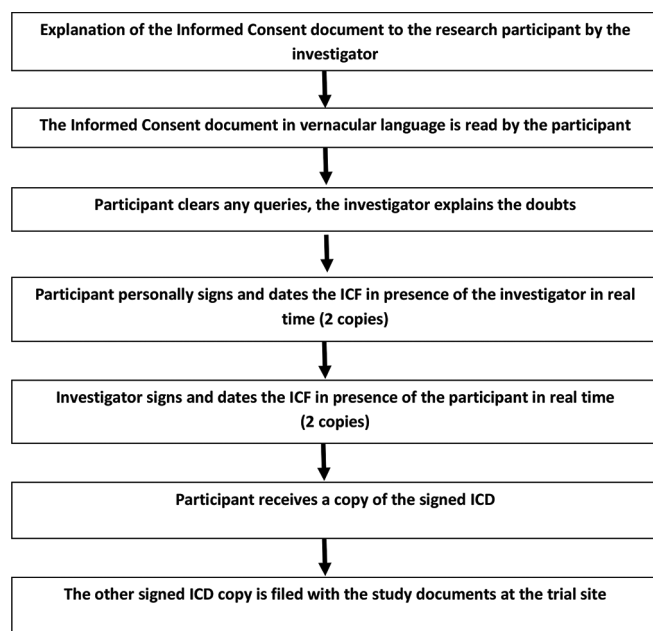 Explanation of the Informed Consent document to the research participant by the
investigator
The Informed Consent document in vernacular language is read by the participant
Participant clears any queries, the investigator explains the doubts
Participant personally signs and dates the ICF in presence of the investigator in real
time (2 copies)
Investigator signs and dates the ICF in presence of the participant in real time
(2 copies)
Participant receives a copy of the signed ICD
The other signed ICD copy is filed with the study documents at the trial site